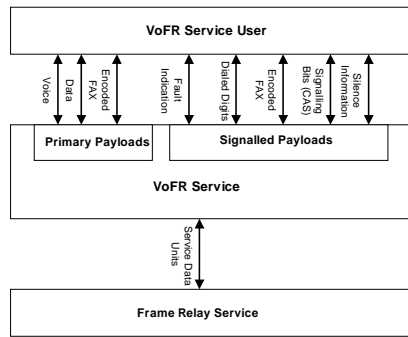 VoFR Service User
Voice
Data
Encoded
FAX
Fault
Indication
Dialed Digits
Encoded
FAX
Signalling
Bits (CAS)
Silence
Information
Primary Payloads
Signalled Payloads
VoFR Service
Service Data
Units
Frame Relay Service